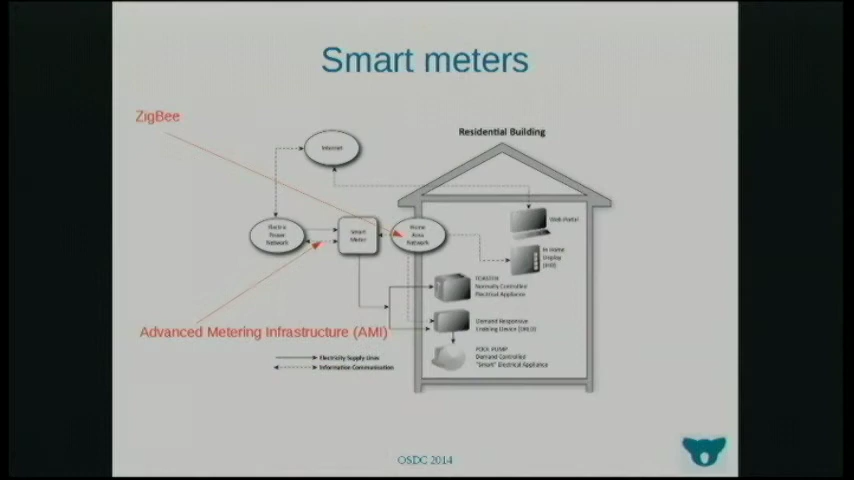 Smart meters
ZigBee
Residential Building
Internet
Web Portal
Electric
Power
Network
Smart
Meter
Home
Area
Network
In Home
Display
TOASTER
Normally Controlled
Electrical Appliance
Advanced Metering Infrastructure (AMI)
Demand Responsive
Enabling Device
POOL PUMP
Demand Controlled
"Smart" Electrical Appliance
Electricity Supply Lines
Information Communication
OSDC 2014